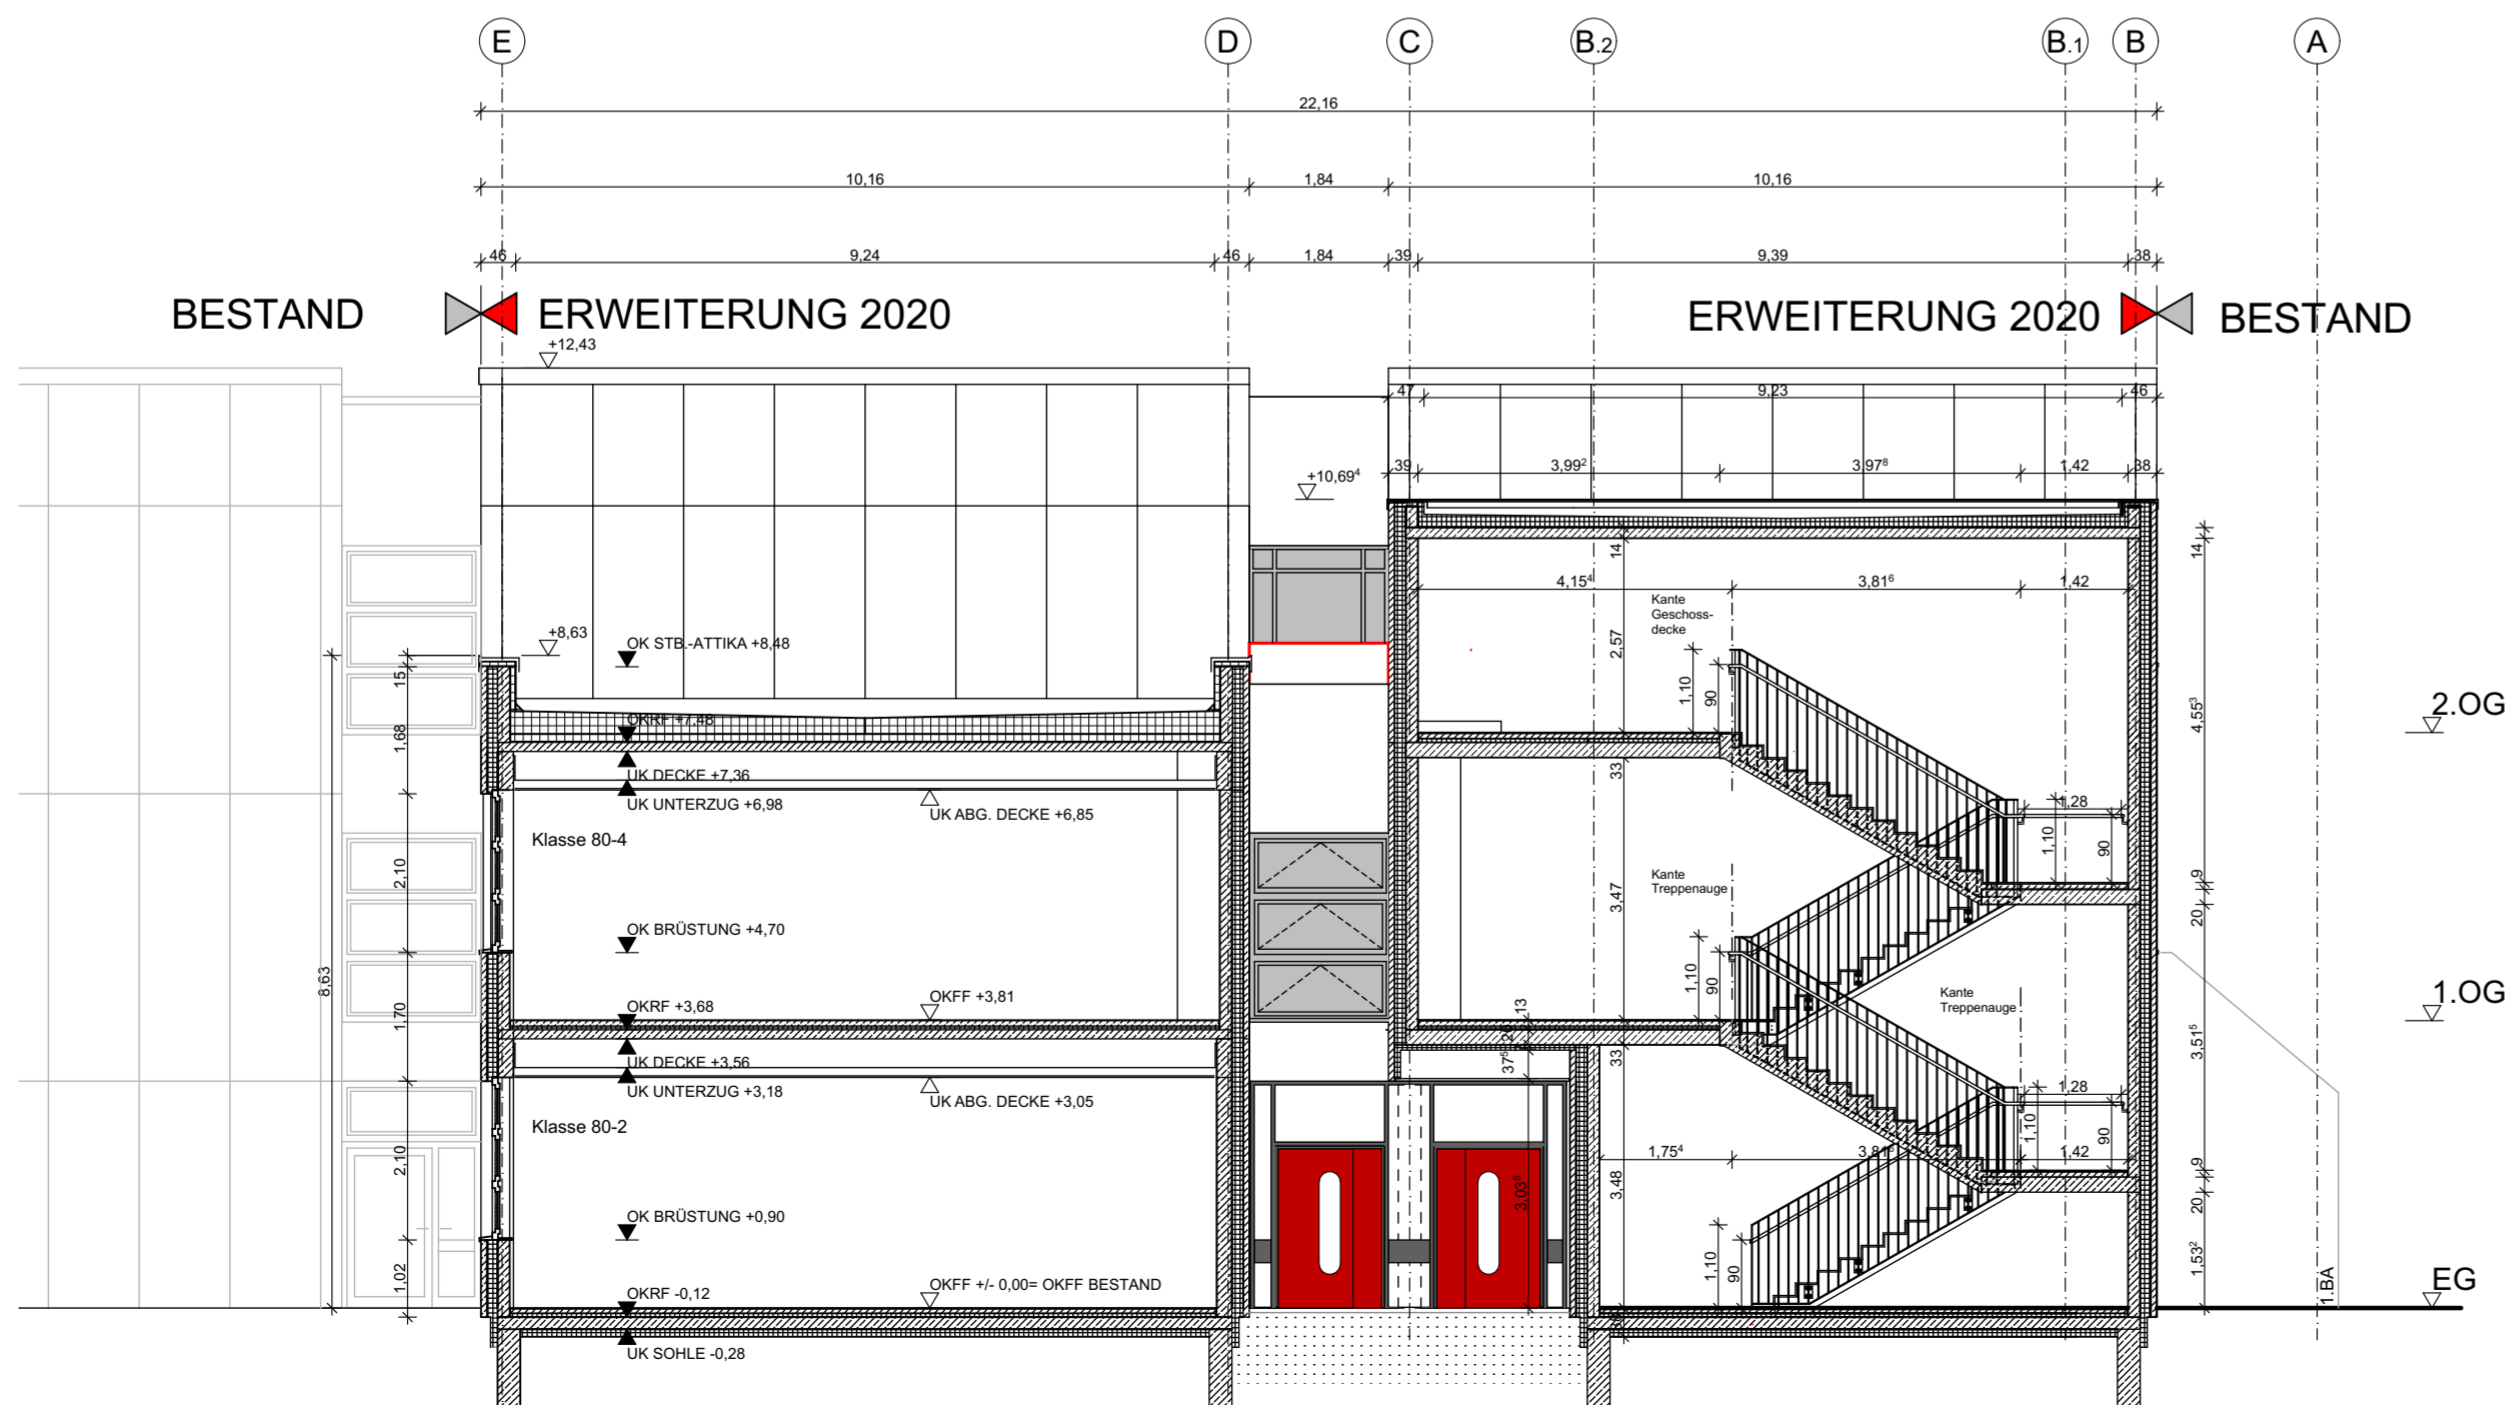 E D C B.2 B.1 B A
22,16
10,16 1,84 10,16
46 9,24 46 1,84 39 9,39 38
BESTAND ERWEITERUNG 2020 ERWEITERUNG 2020 BESTAND
+12,43
47 9,23 46
39 3,99² 3,97⁸ 1,42 38
+10,69⁴
14 14
4,15⁴ 3,81⁶ 1,42
Kante
Geschoss-
decke
+8,63
OK STB.-ATTIKA +8,48
15
2,57
1,10
90
4,55³
2.OG
OKRF +7,48
1,68
UK DECKE +7,36
33
UK UNTERZUG +6,98
UK ABG. DECKE +6,85
1,28
Klasse 80-4
1,10
90
2,10
Kante
Treppenauge
3,47
9
20
OK BRÜSTUNG +4,70
8,63
1,10
90
OKFF +3,81
OKRF +3,68
1,70
13
Kante
Treppenauge
1.OG
20
3,51⁵
UK DECKE +3,56
37⁵
33
UK UNTERZUG +3,18
UK ABG. DECKE +3,05
1,28
Klasse 80-2
1,10
90
2,10
1,75⁴ 3,81⁶ 1,42
9
3,48
3,03⁵
20
OK BRÜSTUNG +0,90
1,10
90
1,53²
1,02
OKFF +/- 0,00= OKFF BESTAND
OKRF -0,12
1.BA
EG
UK SOHLE -0,28